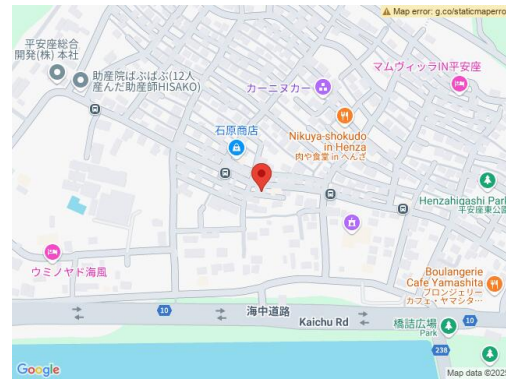 Map error: g.co/staticmaperro
平安座総合
開発(株) 本社
助産院ばぶばぶ(12人
産んだ助産師HISAKO)
カーニヌカー
マムヴィッラIN平安座
石原商店
Nikuya-shokudo
in Henza
肉や食堂 in へんざ
Henzahigashi Park
平安座東公園
ウミノヤド海風
Boulangerie
Cafe Yamashita
ブロンジェリー
カフェ・ヤマシタ…
10
海中道路
Kaichu Rd
橋詰広場
Park
10
238
Google
Map data ©2025